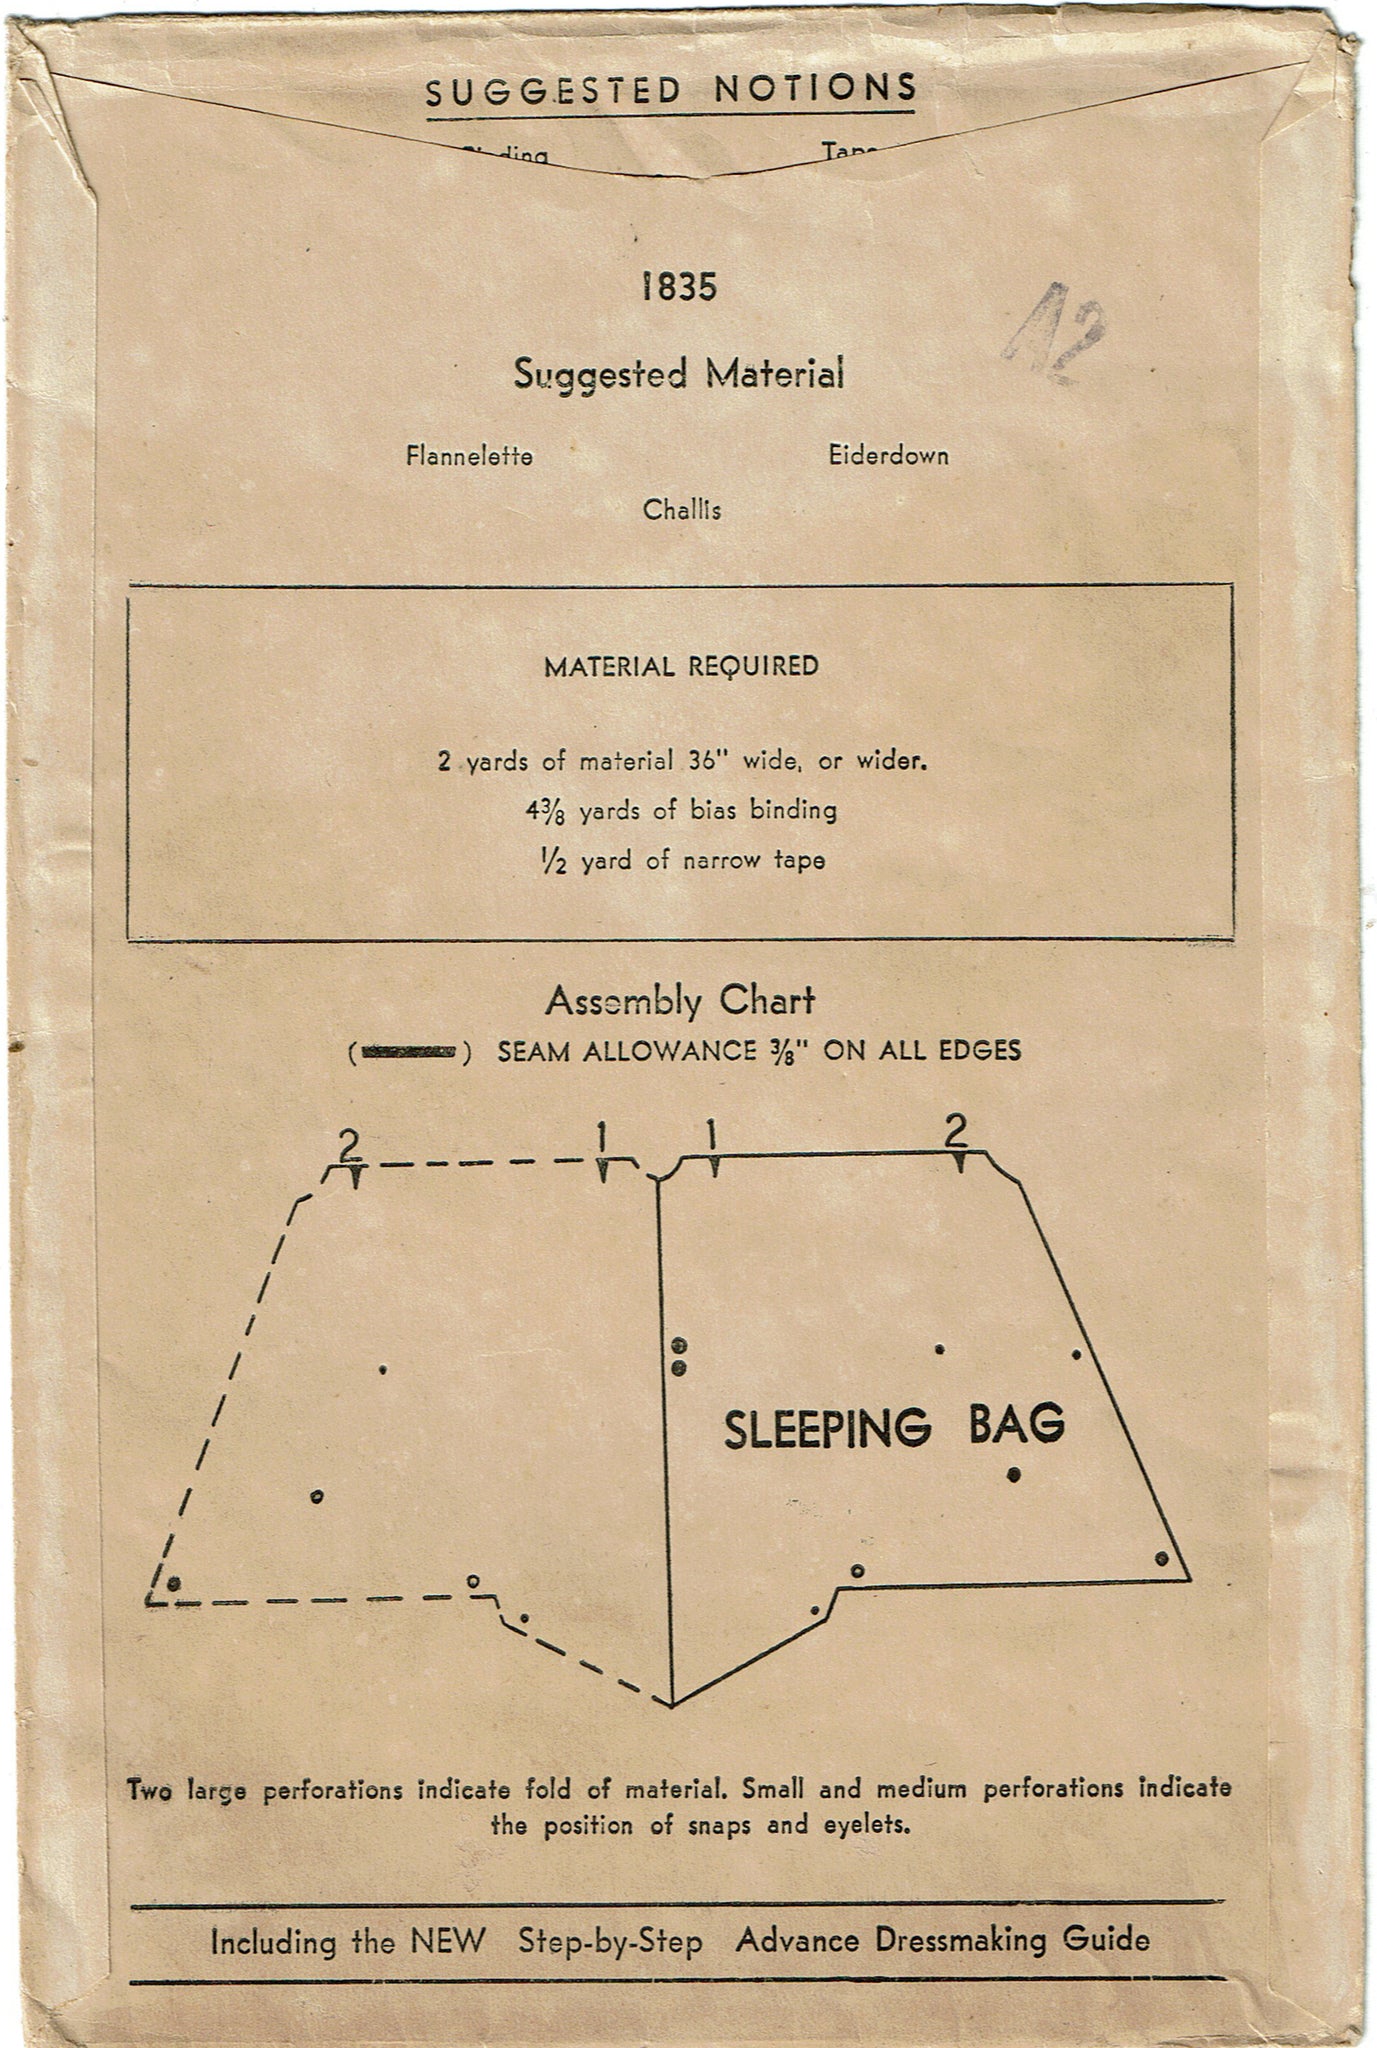 SUGGESTED NOTIONS
1835
Suggested Material
Flannelette Eiderdown
Challis
MATERIAL REQUIRED
2 yards of material 36" wide, or wider.
4⅜ yards of bias binding
½ yard of narrow tape
Assembly Chart
( ) SEAM ALLOWANCE ⅜" ON ALL EDGES
2 1 1 2
SLEEPING BAG
Two large perforations indicate fold of material. Small and medium perforations indicate
the position of snaps and eyelets.
Including the NEW Step-by-Step Advance Dressmaking Guide